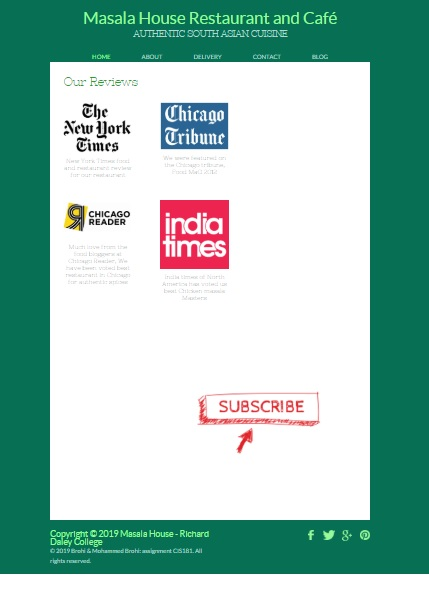 Masala House Restaurant and Café
AUTHENTIC SOUTH ASIAN CUISINE
HOME ABOUT DELIVERY CONTACT BLOG
Our Reviews
The
New York
Times
New York Times food
and restaurant review
for our restaurant
Chicago
Tribune
We were featured on
the Chicago tribune,
Food Mall 2012
CHICAGO
READER
Much love from the
food bloggers at
Chicago Reader, We
have been voted best
restaurant in Chicago
for authentic spices
india
times
India times of North
America has voted us
best Chicken masala
Masters
SUBSCRIBE
Copyright © 2019 Masala House - Richard
Daley College
© 2019 Brohi & Mohammed Brohi: assignment CIS181. All
rights reserved.